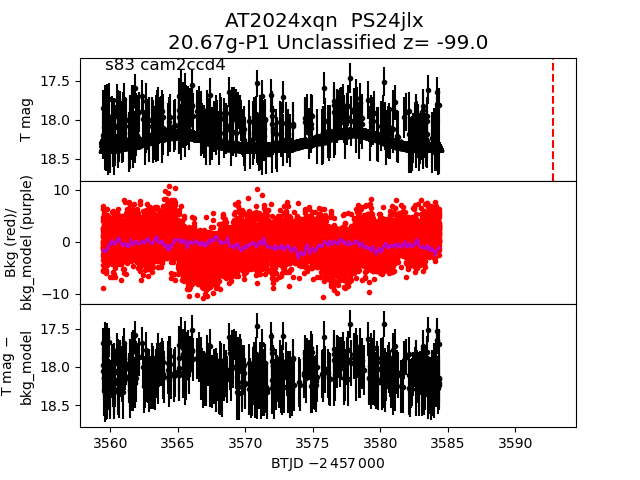 AT2024xqn  PS24jlx
20.67g-P1 Unclassified z= -99.0
s83 cam2ccd4
T mag
17.5
18.0
18.5
Bkg (red)/
bkg_model (purple)
10
0
−10
T mag −
bkg_model
17.5
18.0
18.5
3560 3565 3570 3575 3580 3585 3590
BTJD −2 457 000